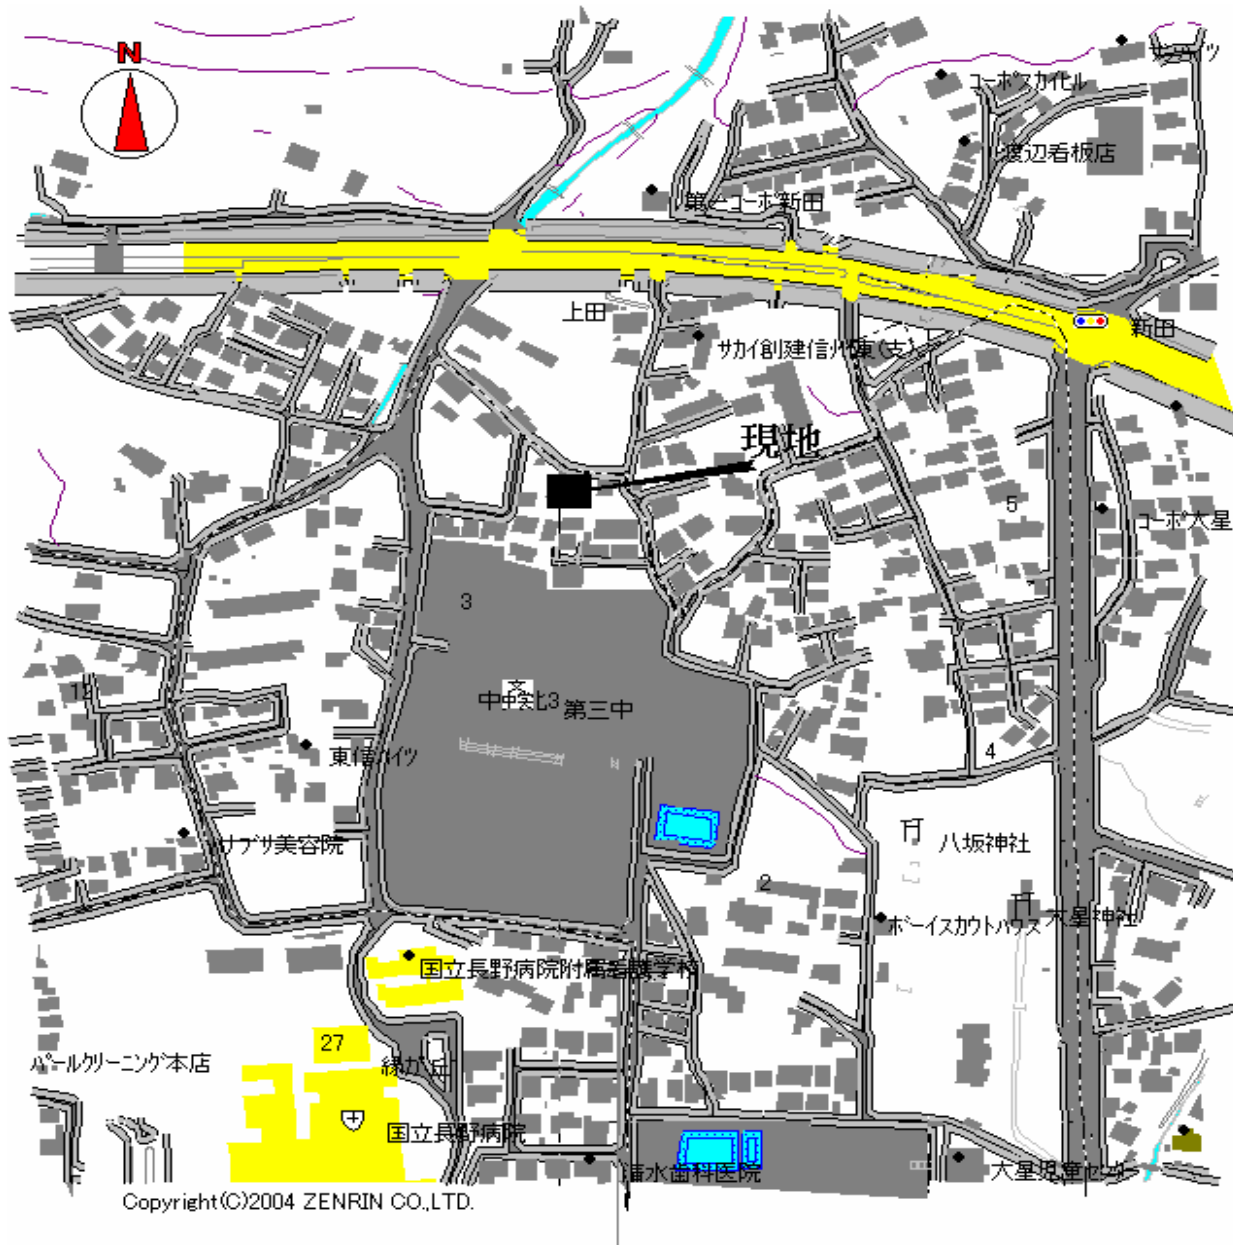 N
コーポスカイヒル
渡辺看板店
第一コーポ新田
上田
新田
サカイ創建信州東(支)
現地
5
コーポ大星
3
12
中央北3
第三中
東信ハイツ
4
ナブサ美容院
八坂神社
2
ボーイスカウトハウス
大星神社
国立長野病院附属看護学校
27
パールクリーニング本店
緑が丘
国立長野病院
清水歯科医院
大星児童センター
Copyright(C)2004 ZENRIN CO.,LTD.